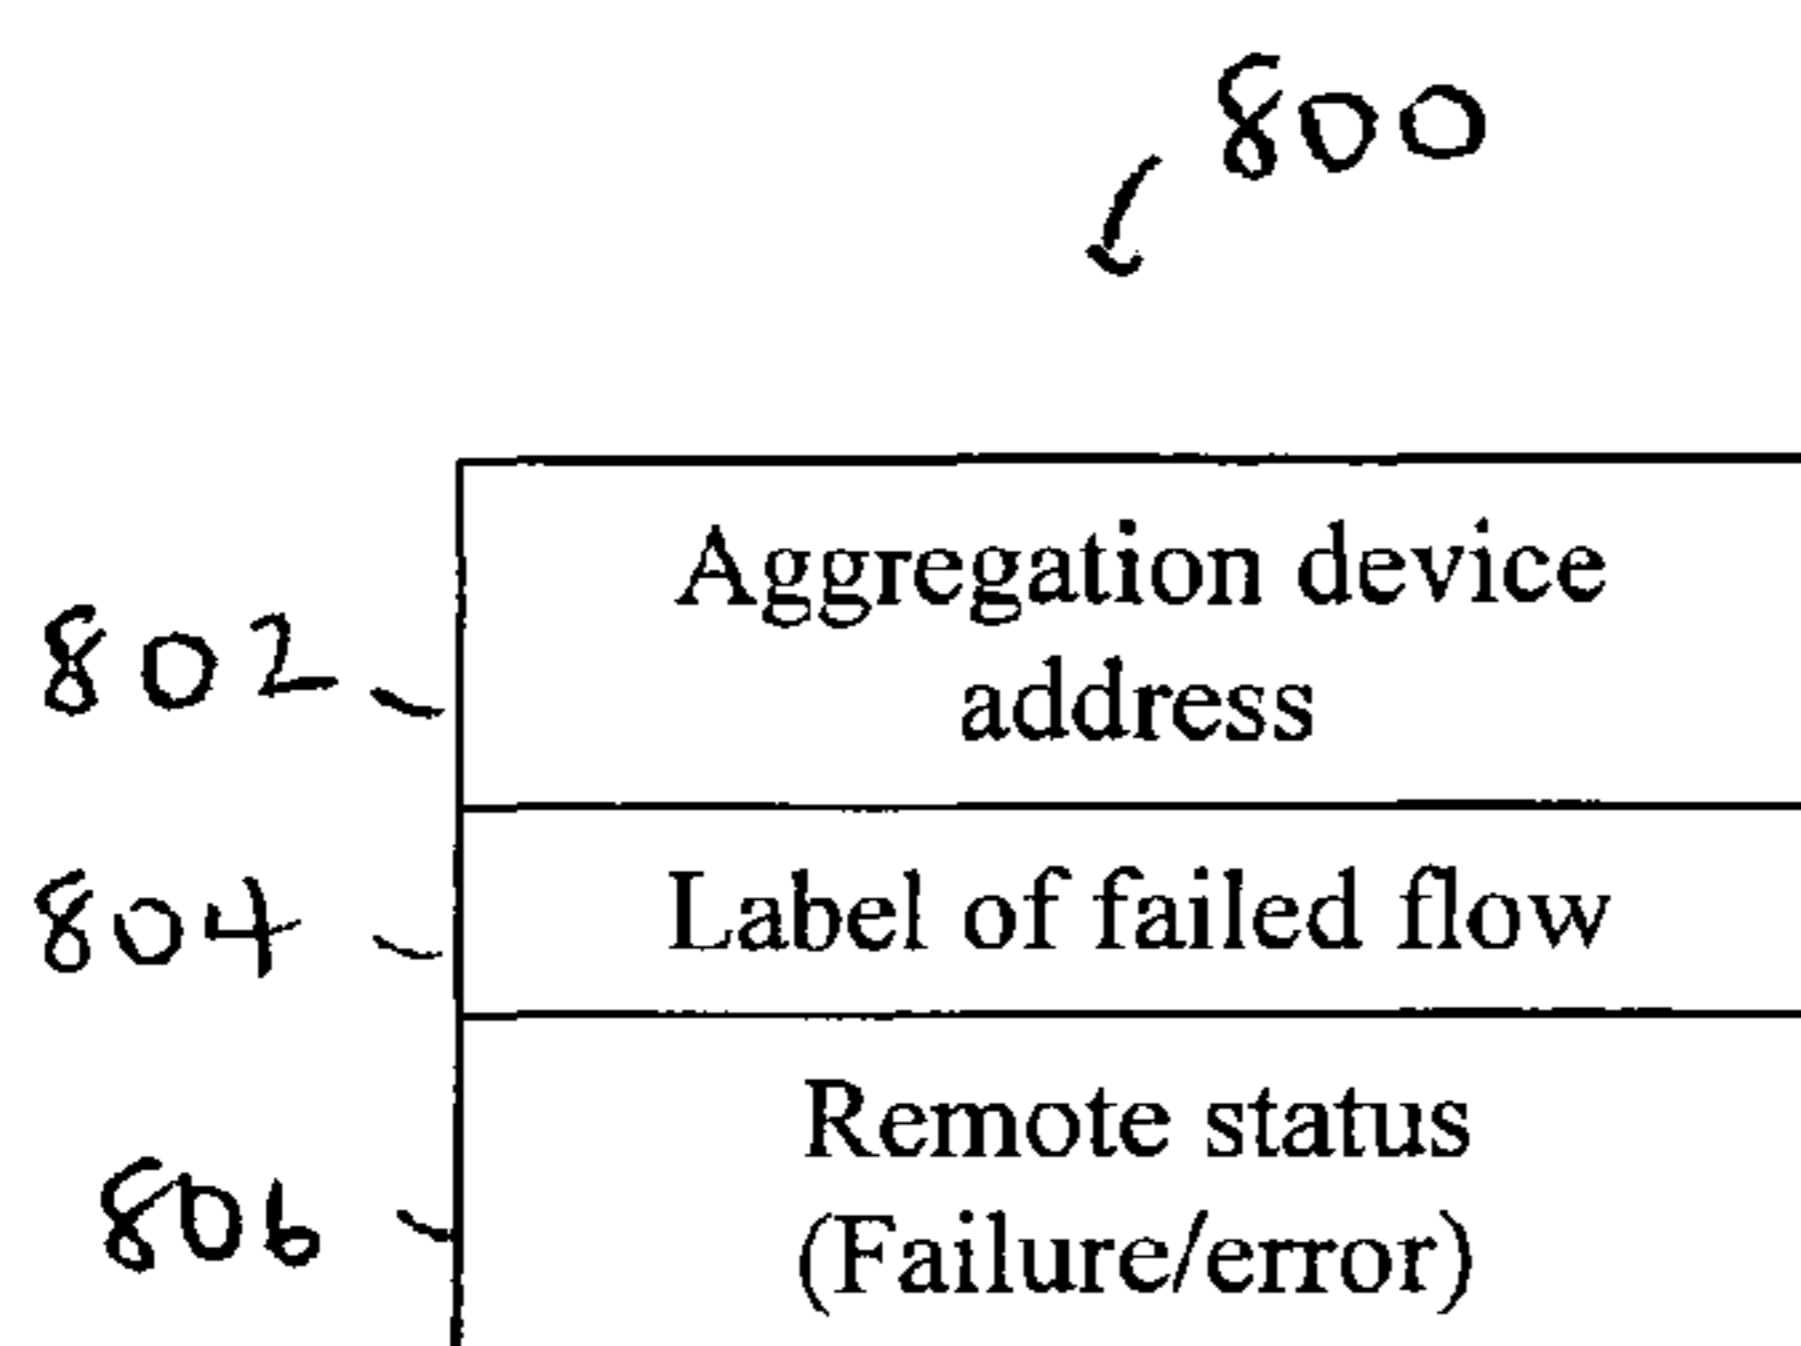 800
802
Aggregation device
address
804
Label of failed flow
806
Remote status
(Failure/error)